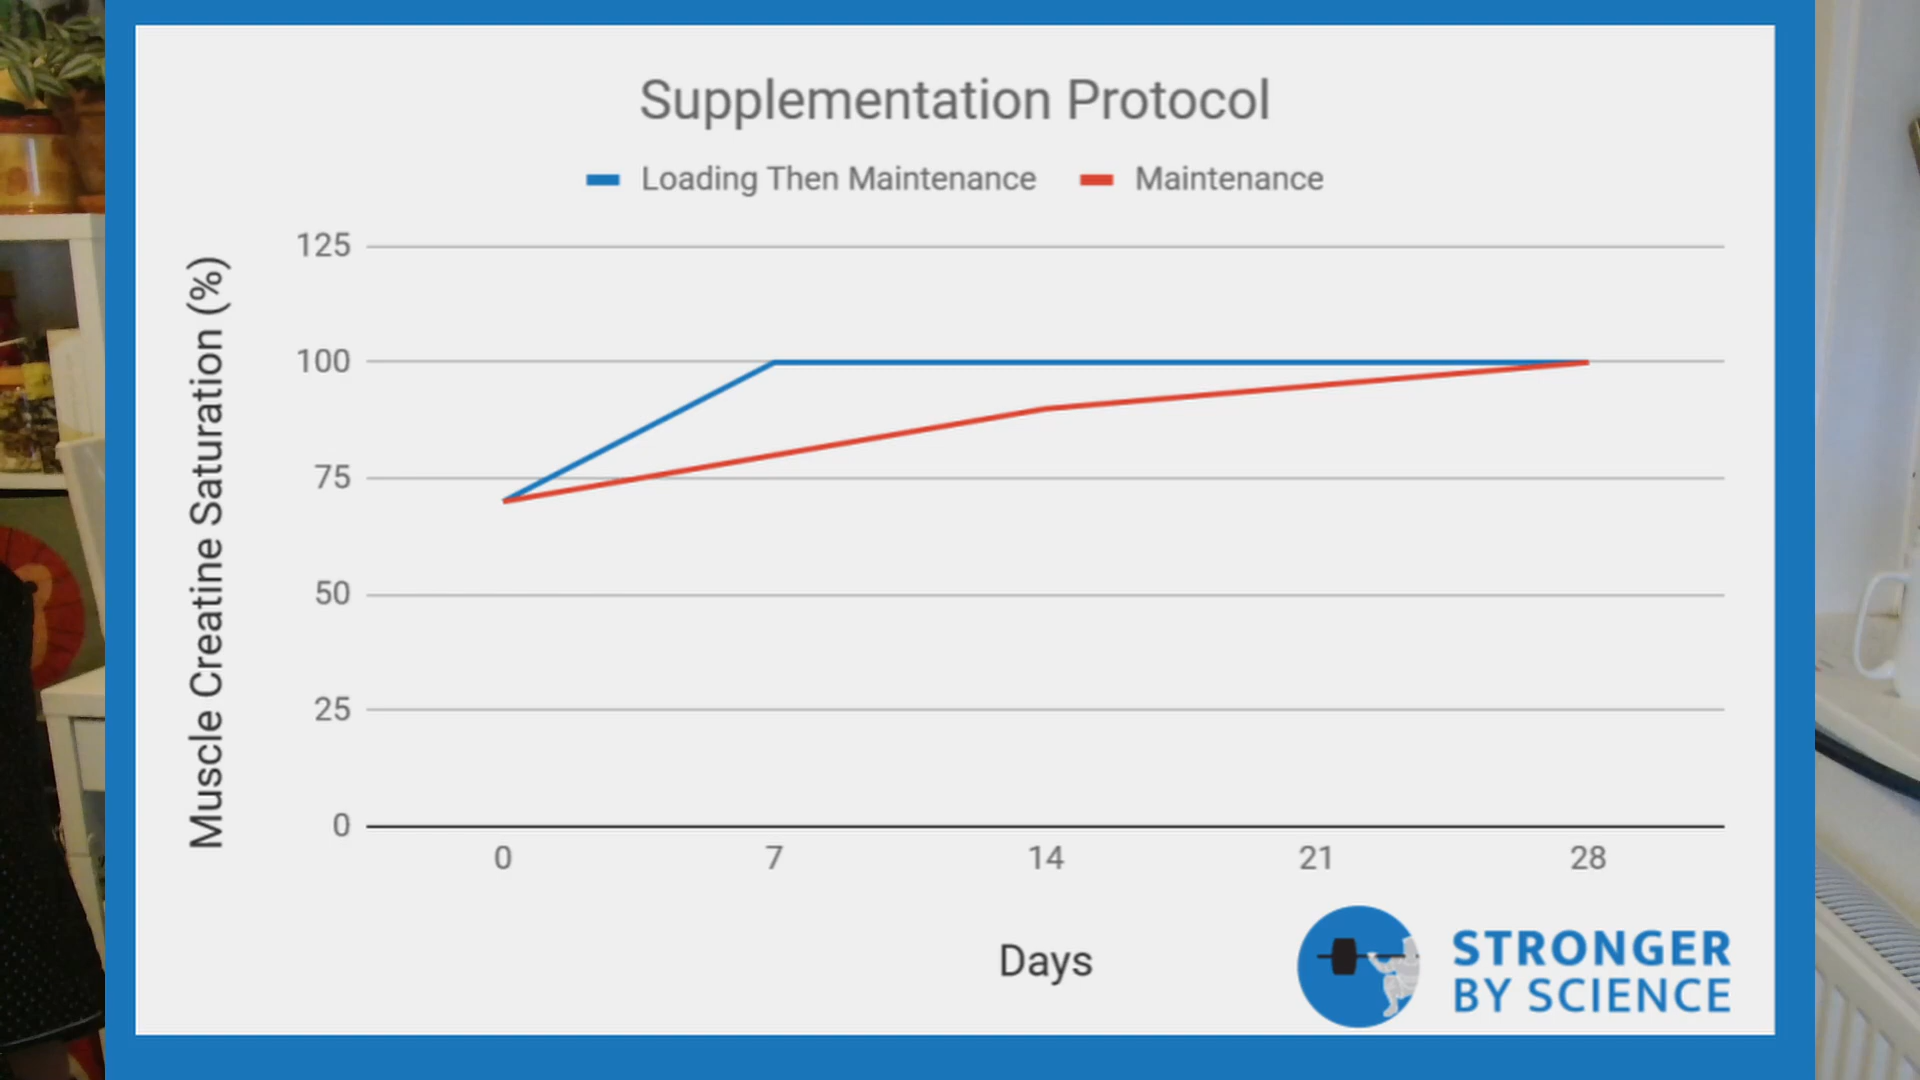 Supplementation Protocol
Loading Then Maintenance
Maintenance
Muscle Creatine Saturation (%)
125
100
75
50
25
0
0
7
14
21
28
Days
STRONGER
BY SCIENCE